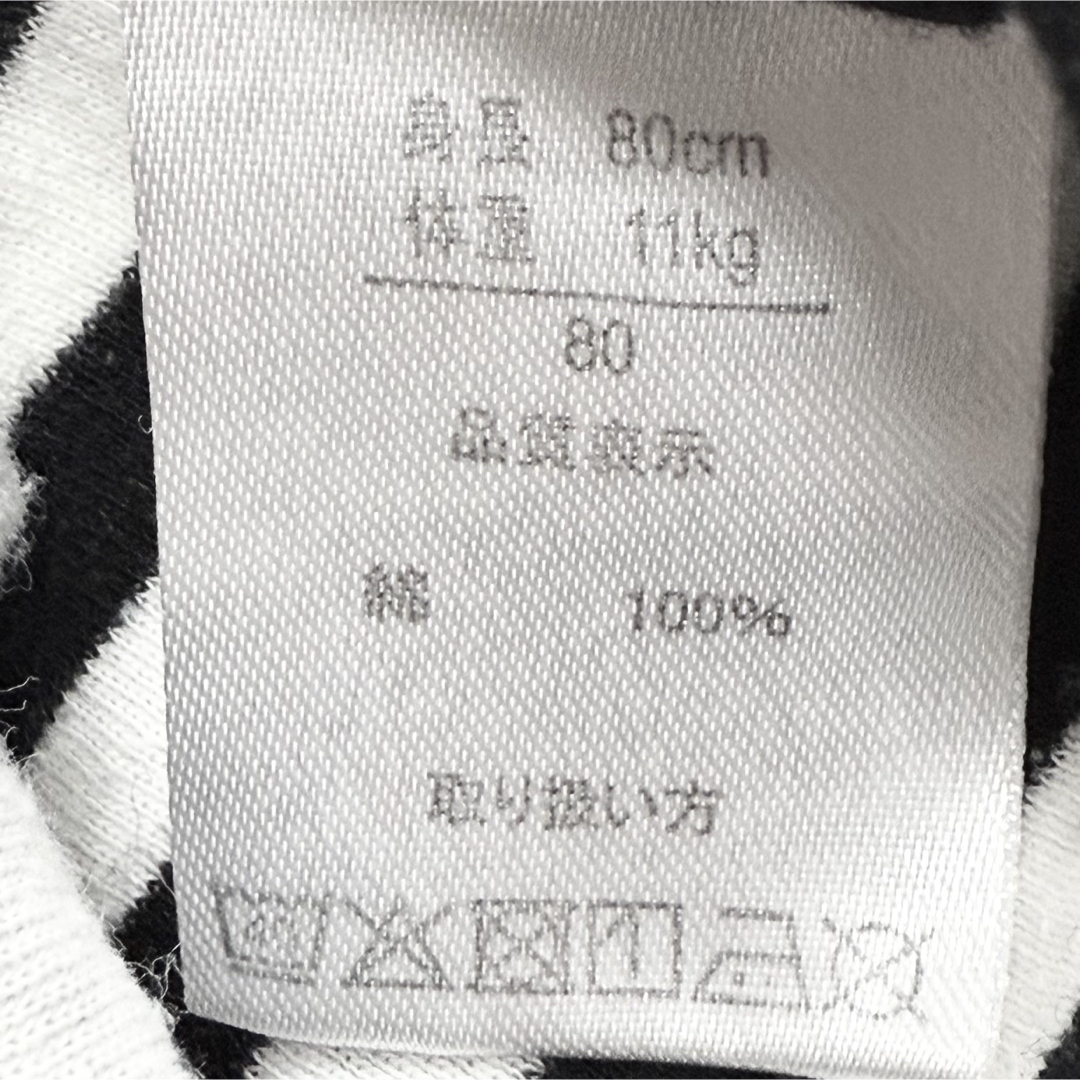 身長 80cm
体重 11kg
80
品質表示
綿 100%
取り扱い方